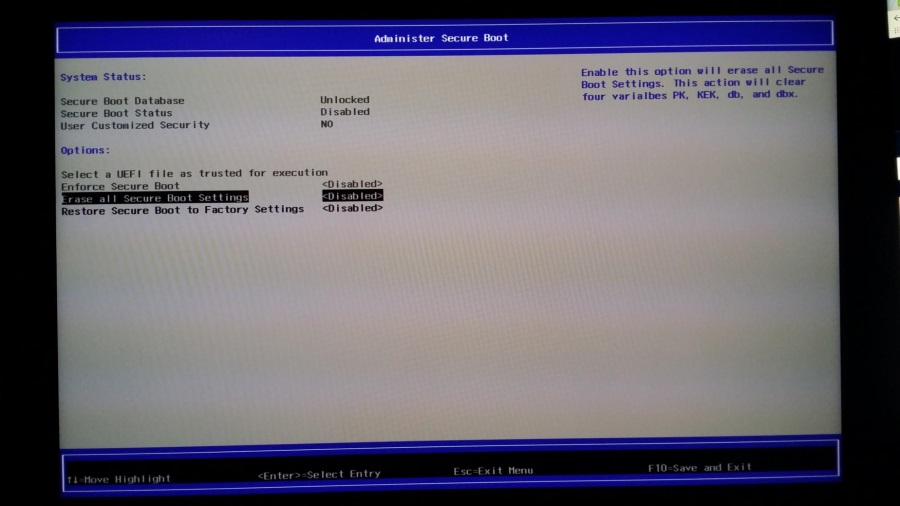 Administer Secure Boot
System Status:
Secure Boot Database Unlocked
Secure Boot Status Disabled
User Customized Security NO
Options:
Select a UEFI file as trusted for execution
Enforce Secure Boot <Disabled>
Erase all Secure Boot Settings <Disabled>
Restore Secure Boot to Factory Settings <Disabled>
Enable this option will erase all Secure
Boot Settings. This action will clear
four varialbes PK, KEK, db, and dbx.
↑↓=Move Highlight <Enter>=Select Entry Esc=Exit Menu F10=Save and Exit